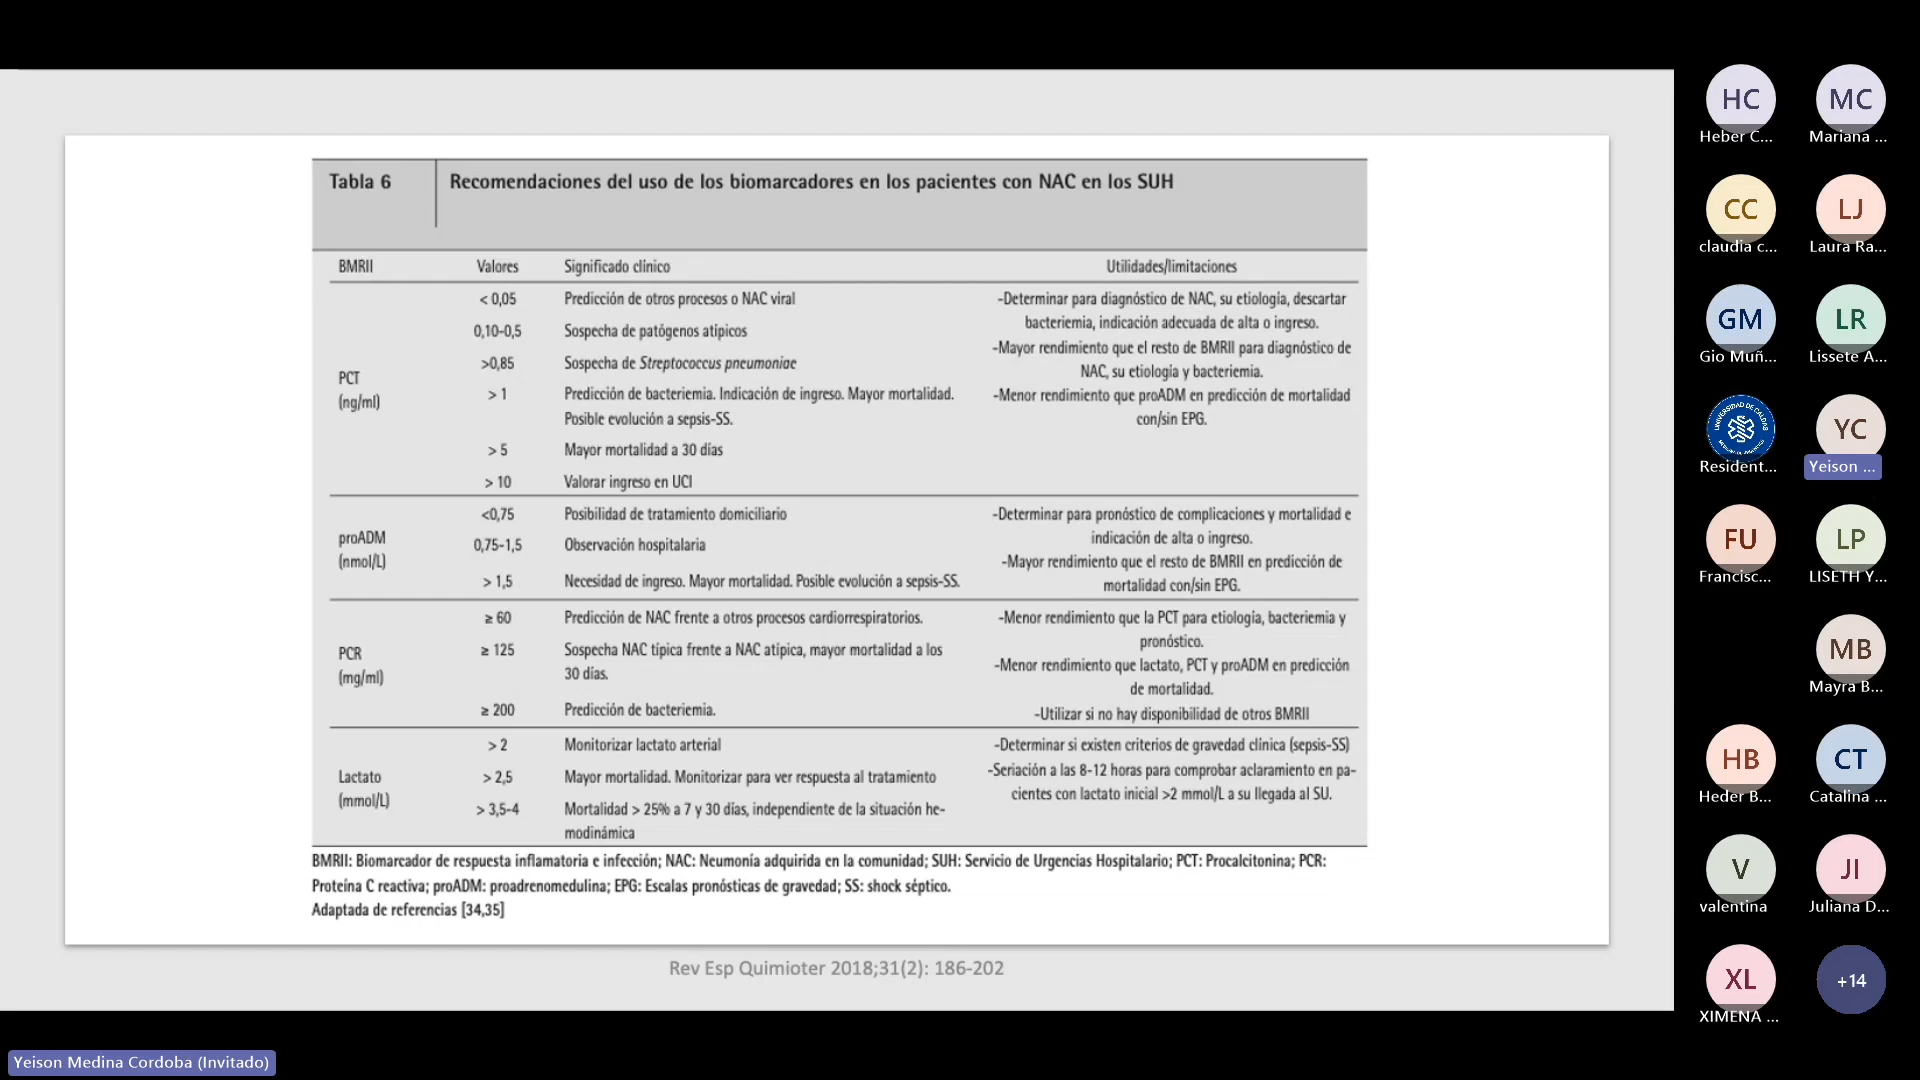 Tabla 6
Recomendaciones del uso de los biomarcadores en los pacientes con NAC en los SUH
BMRII Valores Significado clínico Utilidades/limitaciones
PCT
(ng/ml)
< 0,05 Predicción de otros procesos o NAC viral
0,10-0,5 Sospecha de patógenos atípicos
>0,85 Sospecha de Streptococcus pneumoniae
> 1 Predicción de bacteriemia. Indicación de ingreso. Mayor mortalidad.
Posible evolución a sepsis-SS.
> 5 Mayor mortalidad a 30 días
> 10 Valorar ingreso en UCI
-Determinar para diagnóstico de NAC, su etiología, descartar
bacteriemia, indicación adecuada de alta o ingreso.
-Mayor rendimiento que el resto de BMRII para diagnóstico de
NAC, su etiología y bacteriemia.
-Menor rendimiento que proADM en predicción de mortalidad
con/sin EPG.
proADM
(nmol/L)
<0,75 Posibilidad de tratamiento domiciliario
0,75-1,5 Observación hospitalaria
> 1,5 Necesidad de ingreso. Mayor mortalidad. Posible evolución a sepsis-SS.
-Determinar para pronóstico de complicaciones y mortalidad e
indicación de alta o ingreso.
-Mayor rendimiento que el resto de BMRII en predicción de
mortalidad con/sin EPG.
PCR
(mg/ml)
≥ 60 Predicción de NAC frente a otros procesos cardiorrespiratorios.
≥ 125 Sospecha NAC típica frente a NAC atípica, mayor mortalidad a los
30 días.
≥ 200 Predicción de bacteriemia.
-Menor rendimiento que la PCT para etiología, bacteriemia y
pronóstico.
-Menor rendimiento que lactato, PCT y proADM en predicción
de mortalidad.
-Utilizar si no hay disponibilidad de otros BMRII
Lactato
(mmol/L)
> 2 Monitorizar lactato arterial
> 2,5 Mayor mortalidad. Monitorizar para ver respuesta al tratamiento
> 3,5-4 Mortalidad > 25% a 7 y 30 días, independiente de la situación he-
modinámica
-Determinar si existen criterios de gravedad clínica (sepsis-SS)
-Seriación a las 8-12 horas para comprobar aclaramiento en pa-
cientes con lactato inicial >2 mmol/L a su llegada al SU.
BMRII: Biomarcador de respuesta inflamatoria e infección; NAC: Neumonía adquirida en la comunidad; SUH: Servicio de Urgencias Hospitalario; PCT: Procalcitonina; PCR:
Proteína C reactiva; proADM: proadrenomedulina; EPG: Escalas pronósticas de gravedad; SS: shock séptico.
Adaptada de referencias [34,35]
Rev Esp Quimioter 2018;31(2): 186-202
Yeison Medina Cordoba (Invitado)
HC MC
Heber C... Mariana ...
CC LJ
claudia c... Laura Ra...
GM LR
Gio Muñ... Lissete A...
UNIVERSIDAD DE CALDAS
YC
Resident... Yeison ...
FU LP
Francisc... LISETH Y...
MB
Mayra B...
HB CT
Heder B... Catalina ...
V JI
valentina Juliana D...
XL +14
XIMENA ...